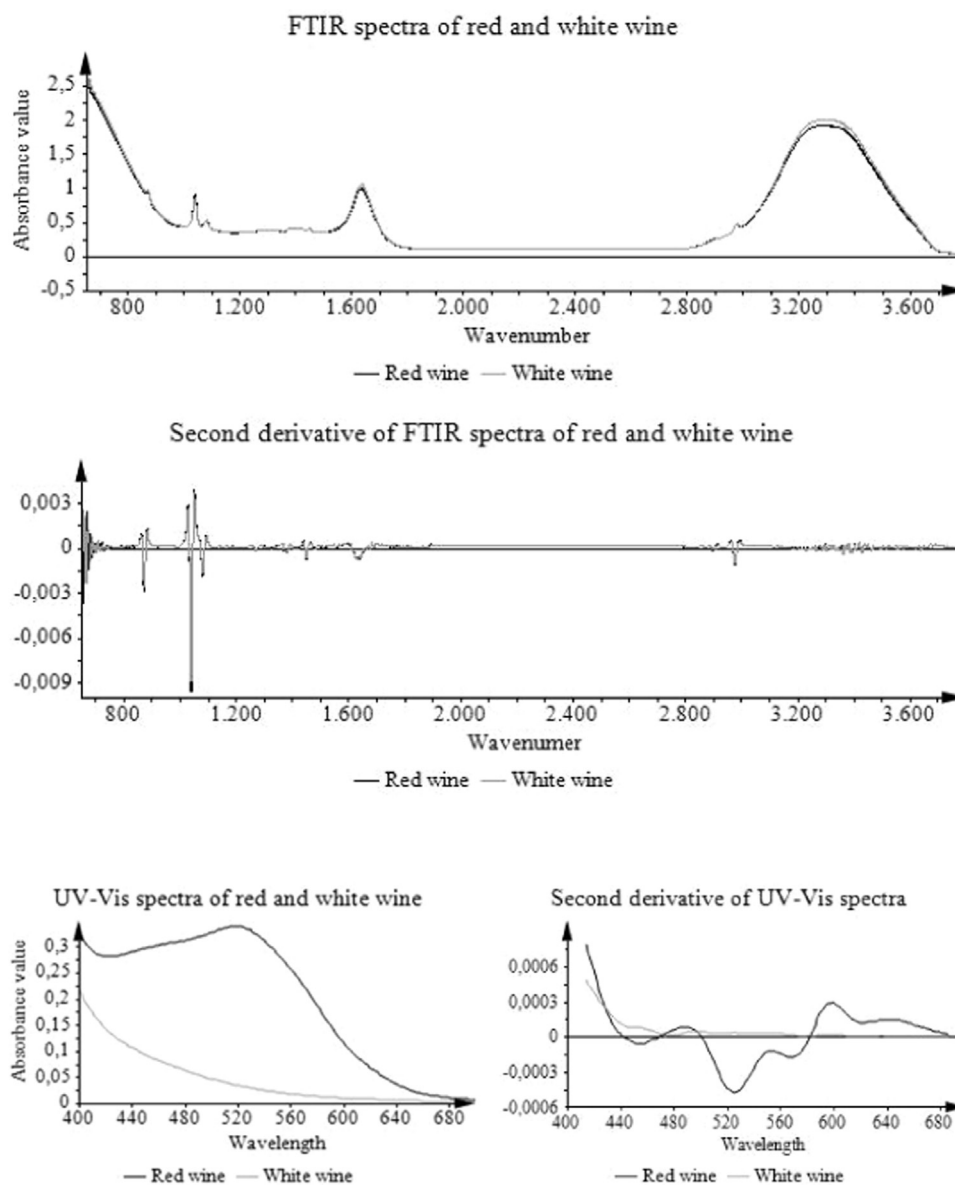 FTIR spectra of red and white wine
Absorbance value
2,5
2
1,5
1
0,5
0
-0,5
800 1.200 1.600 2.000 2.400 2.800 3.200 3.600
Wavenumber
Red wine White wine
Second derivative of FTIR spectra of red and white wine
0,003
0
-0,003
-0,006
-0,009
800 1.200 1.600 2.000 2.400 2.800 3.200 3.600
Wavenumer
Red wine White wine
UV-Vis spectra of red and white wine
Absorbance value
0,3
0,25
0,2
0,15
0,1
0,05
0
400 440 480 520 560 600 640 680
Wavelength
Red wine White wine
Second derivative of UV-Vis spectra
0,0006
0,0003
0
-0,0003
-0,0006
400 440 480 520 560 600 640 680
Wavelength
Red wine White wine